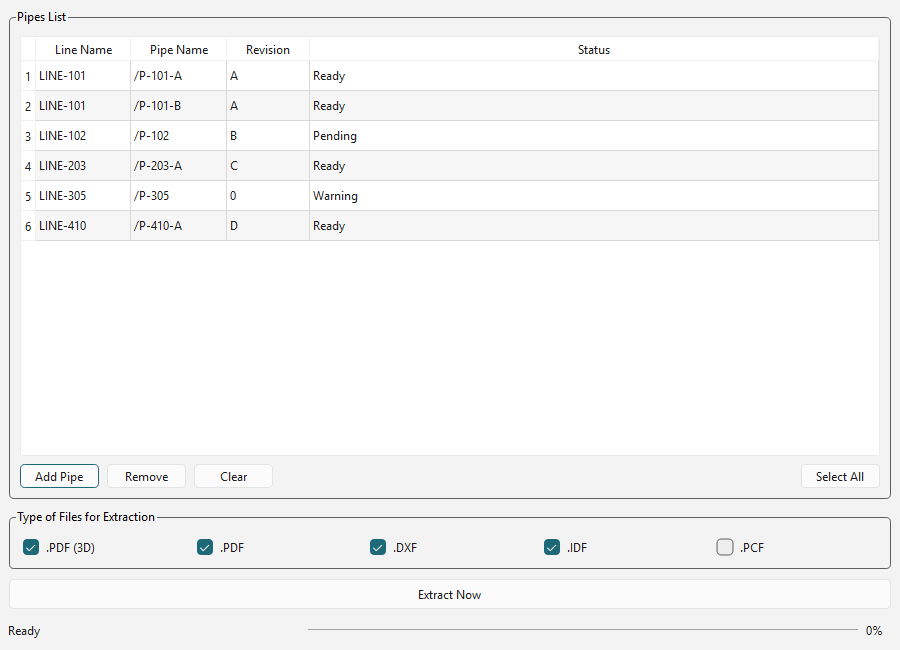 Pipes List
Line Name Pipe Name Revision Status
1 LINE-101 /P-101-A A Ready
2 LINE-101 /P-101-B A Ready
3 LINE-102 /P-102 B Pending
4 LINE-203 /P-203-A C Ready
5 LINE-305 /P-305 0 Warning
6 LINE-410 /P-410-A D Ready
Add Pipe Remove Clear Select All
Type of Files for Extraction
.PDF (3D) .PDF .DXF .IDF .PCF
Extract Now
Ready 0%